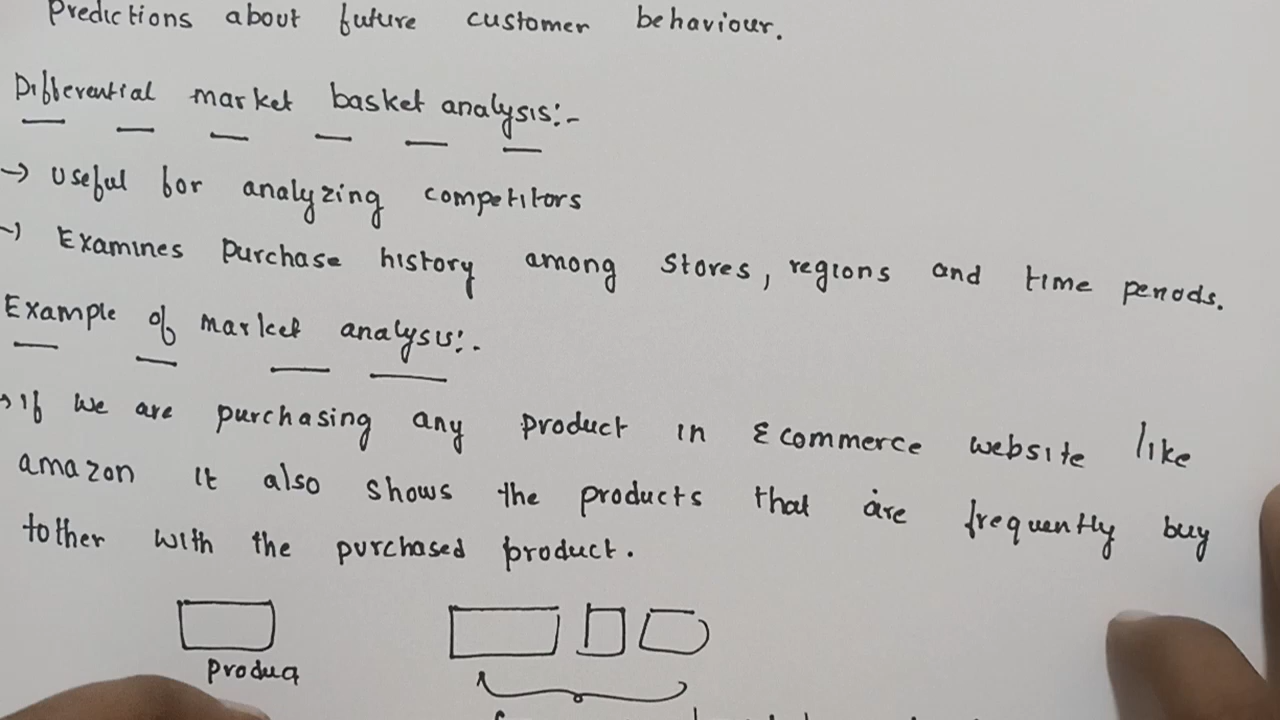 Predictions about future customer behaviour.
Differential market basket analysis:-
→ Useful for analyzing competitors
→ Examines purchase history among stores, regions and time periods.
Example of market analysis:-
→ If we are purchasing any product in Ecommerce website like
amazon it also shows the products that are frequently buy
tother with the purchased product.
Product